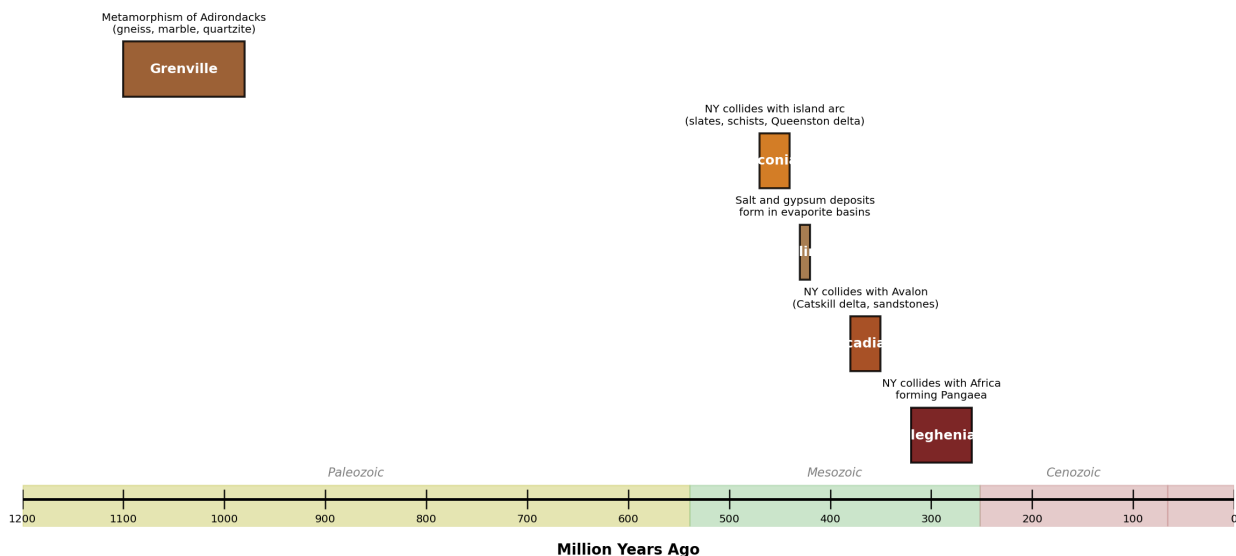 Metamorphism of Adirondacks
(gneiss, marble, quartzite)
Grenville
NY collides with island arc
(slates, schists, Queenston delta)
conia
Salt and gypsum deposits
form in evaporite basins
lin
NY collides with Avalon
(Catskill delta, sandstones)
cadia
NY collides with Africa
forming Pangaea
leghenia
Paleozoic Mesozoic Cenozoic
1200 1100 1000 900 800 700 600 500 400 300 200 100 0
Million Years Ago